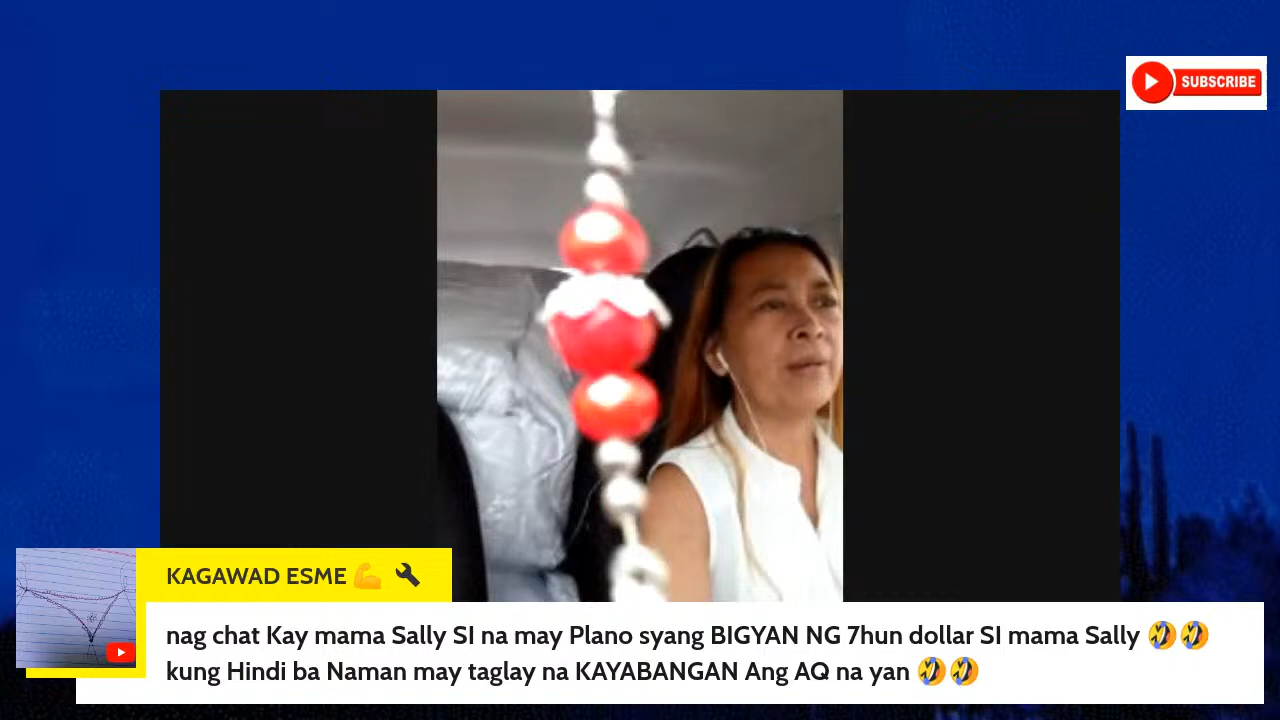 SUBSCRIBE
KAGAWAD ESME 💪 🔧
nag chat Kay mama Sally SI na may Plano syang BIGYAN NG 7hun dollar SI mama Sally 🤣🤣
kung Hindi ba Naman may taglay na KAYABANGAN Ang AQ na yan 🤣🤣